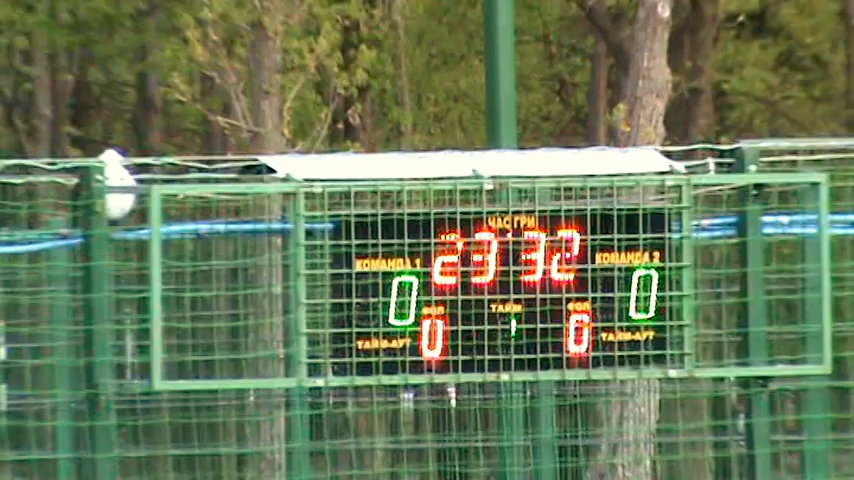 ЧАС ГРИ
23 32
КОМАНДА 1
КОМАНДА 2
0
0
ФОЛ
ТАЙМ
ФОЛ
0
1
0
ТАЙМ-АУТ
ТАЙМ-АУТ